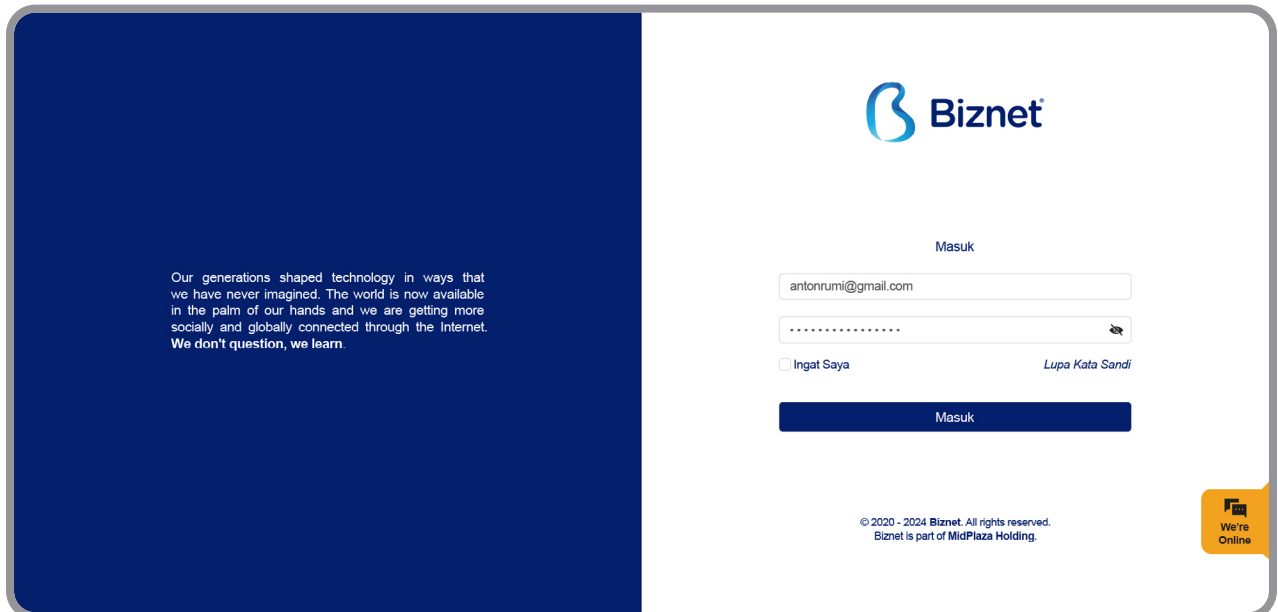 Our generations shaped technology in ways that
we have never imagined. The world is now available
in the palm of our hands and we are getting more
socially and globally connected through the Internet.
We don't question, we learn.
Biznet®
Masuk
antonrumi@gmail.com
••••••••••••••••
Ingat Saya
Lupa Kata Sandi
Masuk
© 2020 - 2024 Biznet. All rights reserved.
Biznet is part of MidPlaza Holding.
We're
Online